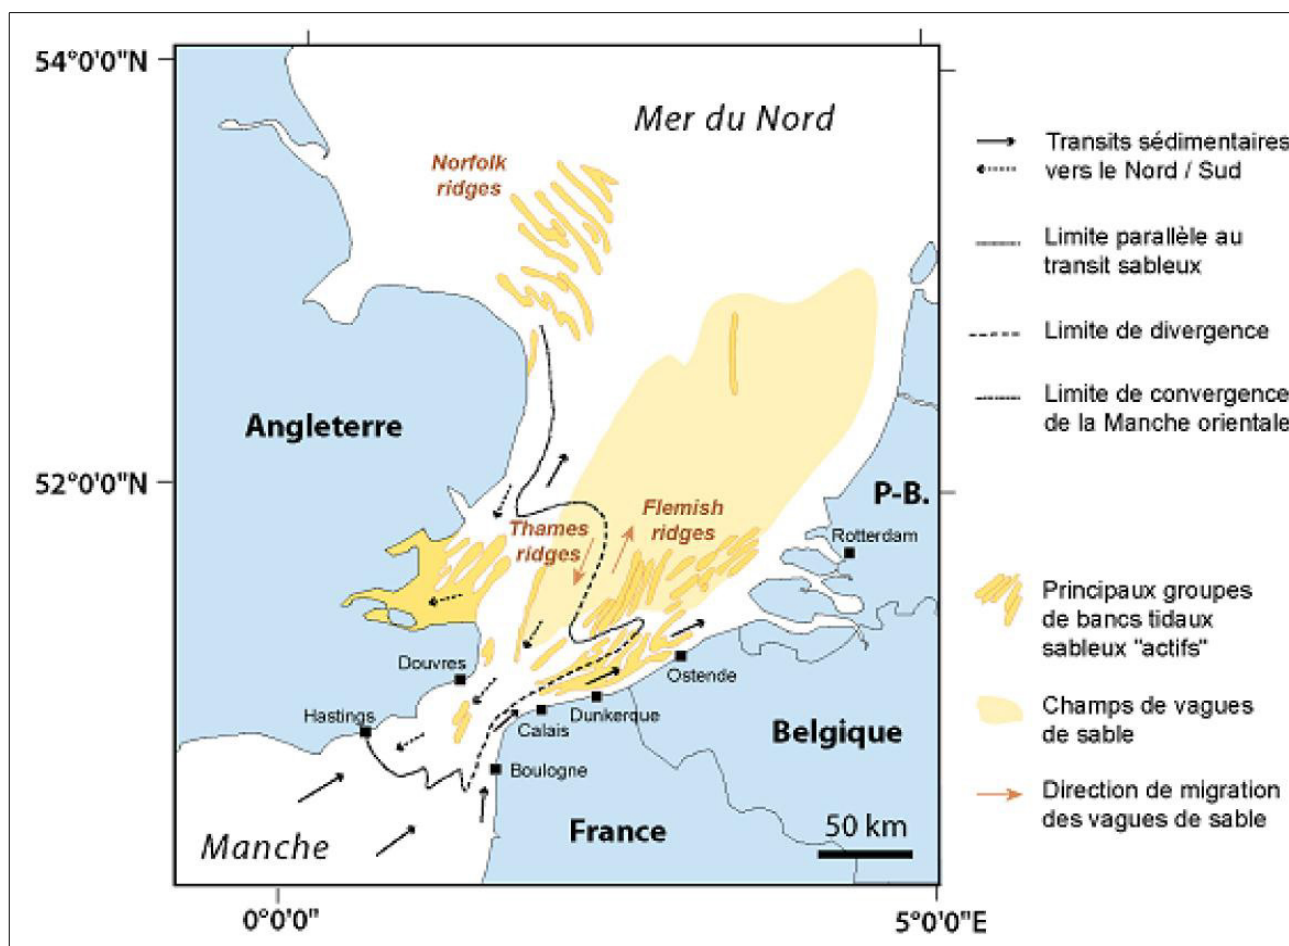 54°0'0"N
Mer du Nord
Norfolk
ridges
Angleterre
52°0'0"N
P-B.
Thames
ridges
Flemish
ridges
Rotterdam
Douvres
Ostende
Hastings
Dunkerque
Calais
Belgique
Boulogne
France
50 km
Manche
0°0'0"
5°0'0"E
Transits sédimentaires
vers le Nord / Sud
Limite parallèle au
transit sableux
Limite de divergence
Limite de convergence
de la Manche orientale
Principaux groupes
de bancs tidaux
sableux "actifs"
Champs de vagues
de sable
Direction de migration
des vagues de sable